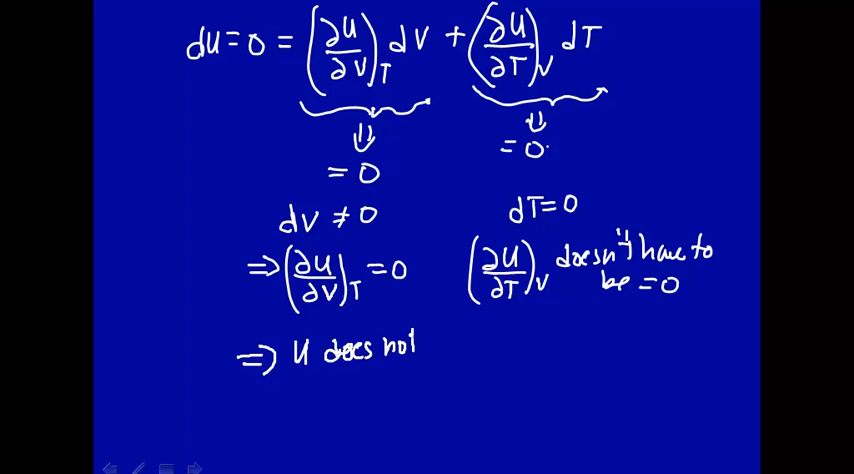 dU = 0 = (∂U/∂V)_T dV + (∂U/∂T)_V dT
⇓ ⇓
= 0 = 0.
dV ≠ 0 dT = 0
⇒ (∂U/∂V)_T = 0 (∂U/∂T)_V doesn't have to
be = 0
⇒ U does not